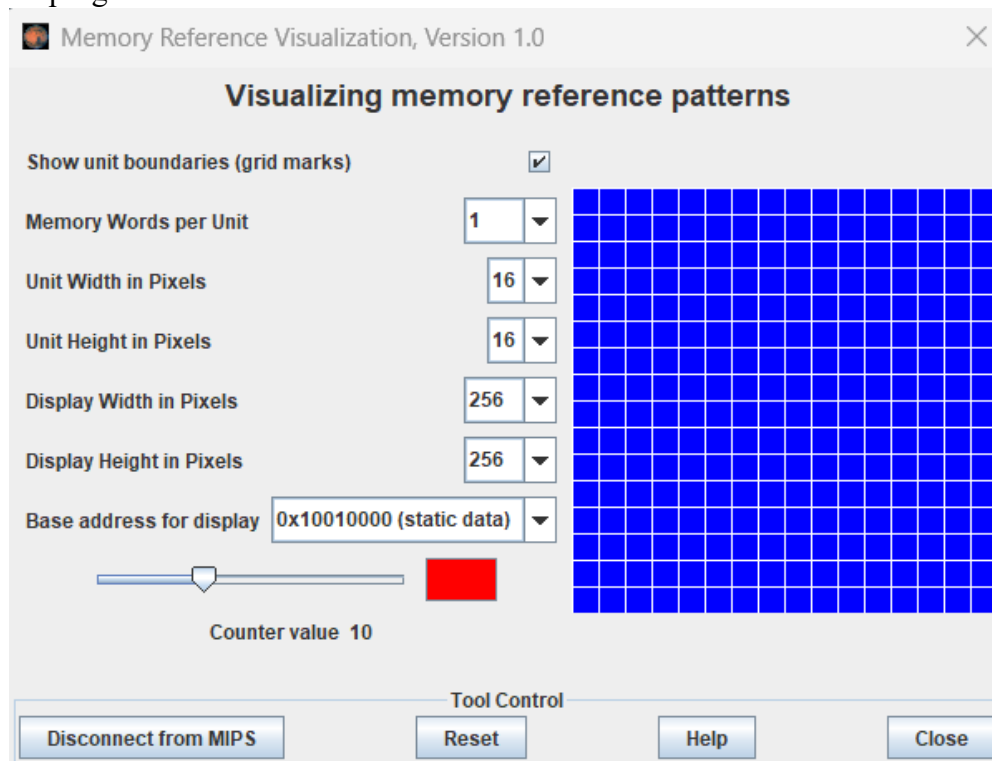 Memory Reference Visualization, Version 1.0
Visualizing memory reference patterns
Show unit boundaries (grid marks)
Memory Words per Unit 1
Unit Width in Pixels 16
Unit Height in Pixels 16
Display Width in Pixels 256
Display Height in Pixels 256
Base address for display 0x10010000 (static data)
Counter value 10
Tool Control
Disconnect from MIPS Reset Help Close